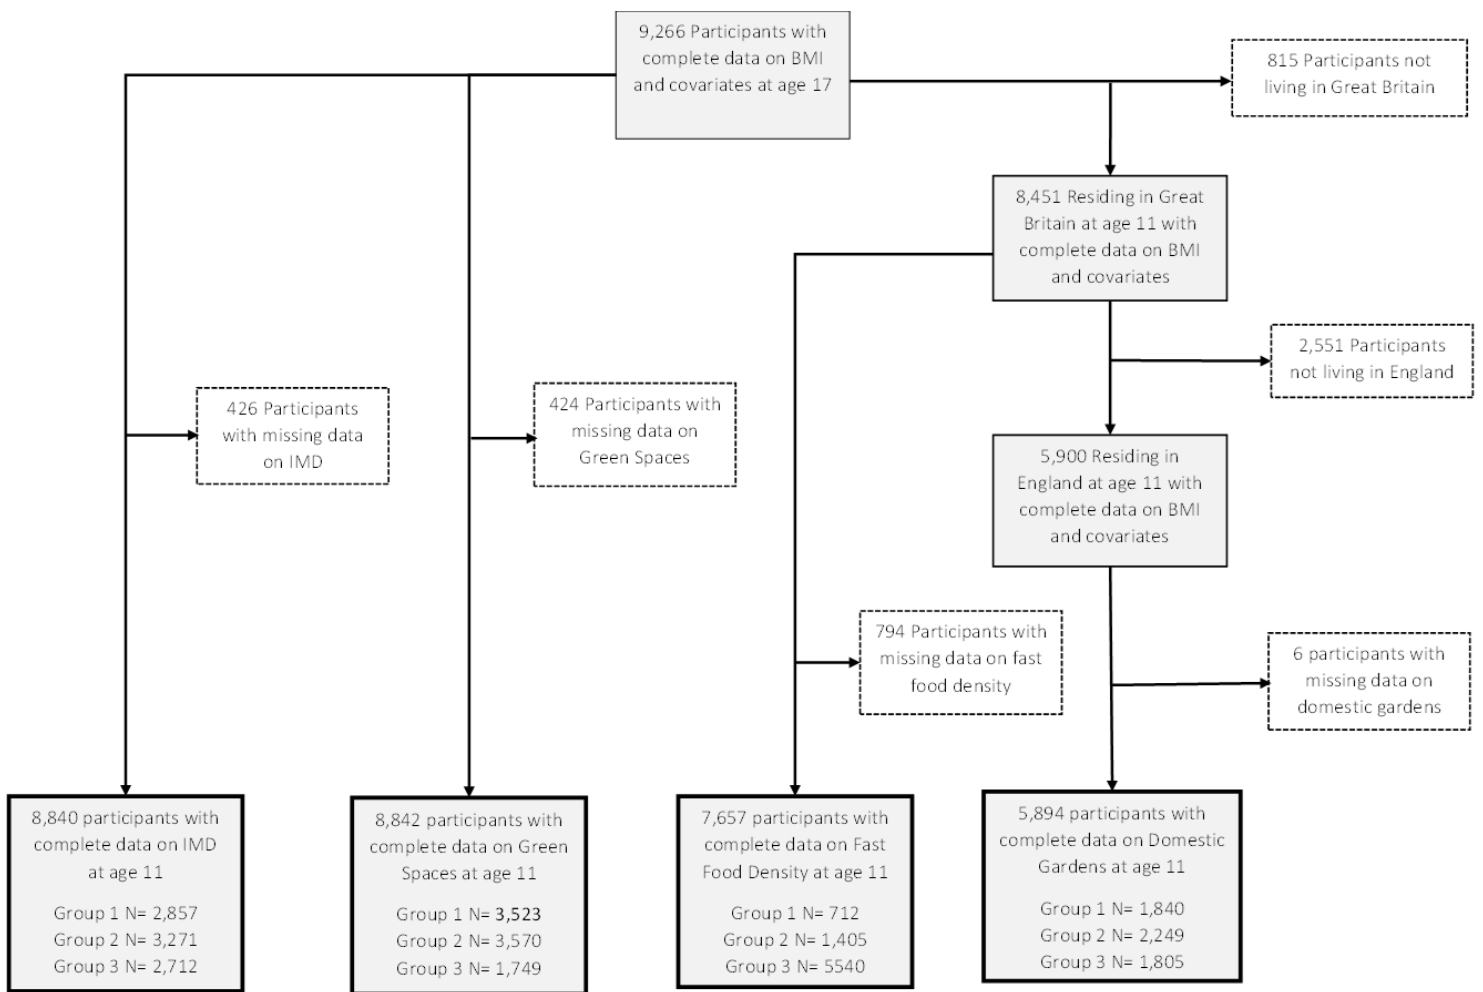 9,266 Participants with
complete data on BMI
and covariates at age 17
815 Participants not
living in Great Britain
8,451 Residing in Great
Britain at age 11 with
complete data on BMI
and covariates
2,551 Participants
not living in England
426 Participants
with missing data
on IMD
424 Participants with
missing data on
Green Spaces
5,900 Residing in
England at age 11 with
complete data on BMI
and covariates
794 Participants with
missing data on fast
food density
6 participants with
missing data on
domestic gardens
8,840 participants with
complete data on IMD
at age 11
Group 1 N= 2,857
Group 2 N= 3,271
Group 3 N= 2,712
8,842 participants with
complete data on Green
Spaces at age 11
Group 1 N= 3,523
Group 2 N= 3,570
Group 3 N= 1,749
7,657 participants with
complete data on Fast
Food Density at age 11
Group 1 N= 712
Group 2 N= 1,405
Group 3 N= 5540
5,894 participants with
complete data on Domestic
Gardens at age 11
Group 1 N= 1,840
Group 2 N= 2,249
Group 3 N= 1,805